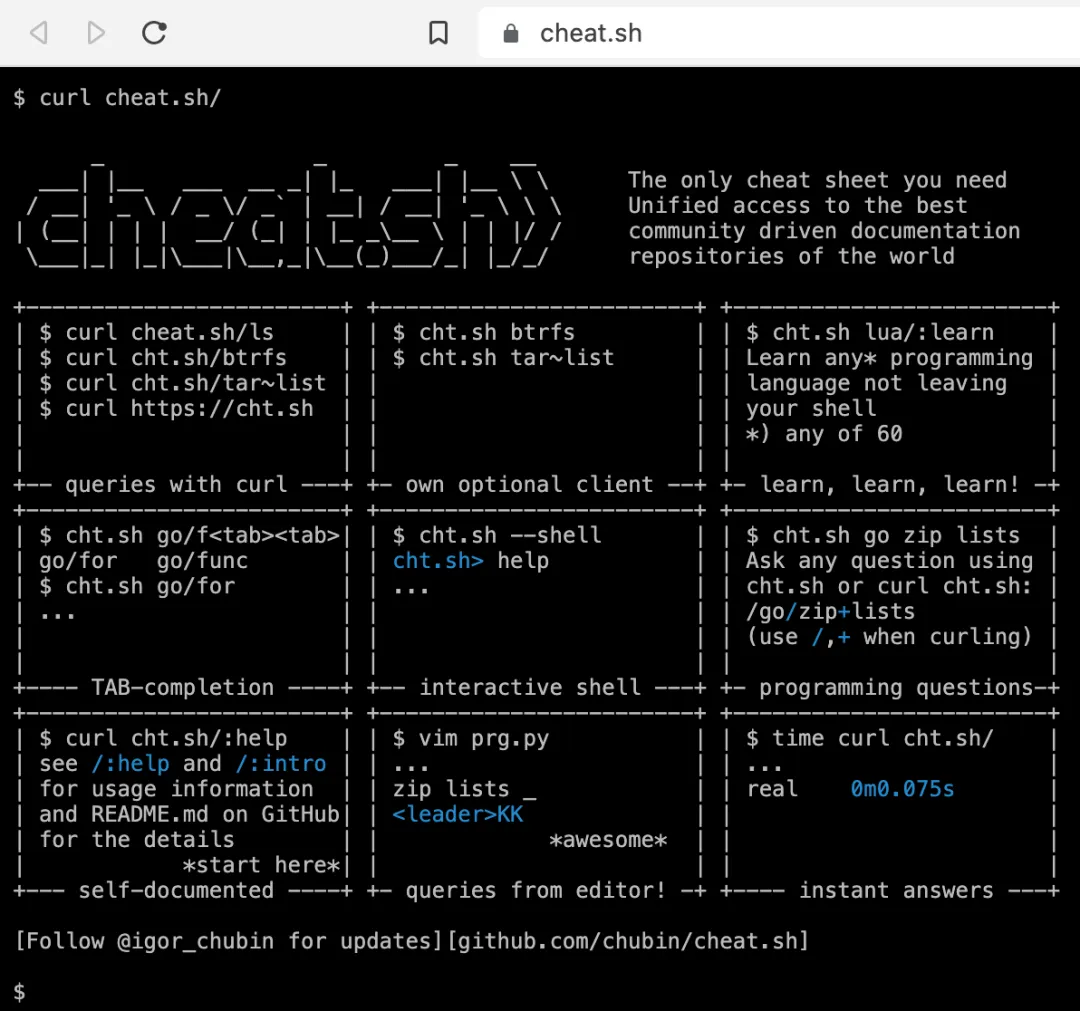 cheat.sh
$ curl cheat.sh/
cheat.sh
The only cheat sheet you need
Unified access to the best
community driven documentation
repositories of the world
$ curl cheat.sh/ls
$ curl cht.sh/btrfs
$ curl cht.sh/tar~list
$ curl https://cht.sh
queries with curl
$ cht.sh btrfs
$ cht.sh tar~list
own optional client
$ cht.sh lua/:learn
Learn any* programming
language not leaving
your shell
*) any of 60
learn, learn, learn!
$ cht.sh go/f<tab><tab>
go/for   go/func
$ cht.sh go/for
...
TAB-completion
$ cht.sh --shell
cht.sh> help
...
interactive shell
$ cht.sh go zip lists
Ask any question using
cht.sh or curl cht.sh:
/go/zip+lists
(use /,+ when curling)
programming questions
$ curl cht.sh/:help
see /:help and /:intro
for usage information
and README.md on GitHub
for the details
*start here*
self-documented
$ vim prg.py
...
zip lists _
<leader>KK
*awesome*
queries from editor!
$ time curl cht.sh/
...
real    0m0.075s
instant answers
[Follow @igor_chubin for updates][github.com/chubin/cheat.sh]
$